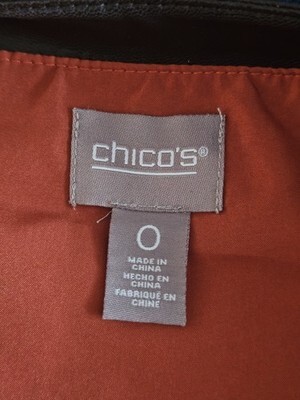 chico's®
0
MADE IN
CHINA
HECHO EN
CHINA
FABRIQUÉ EN
CHINE